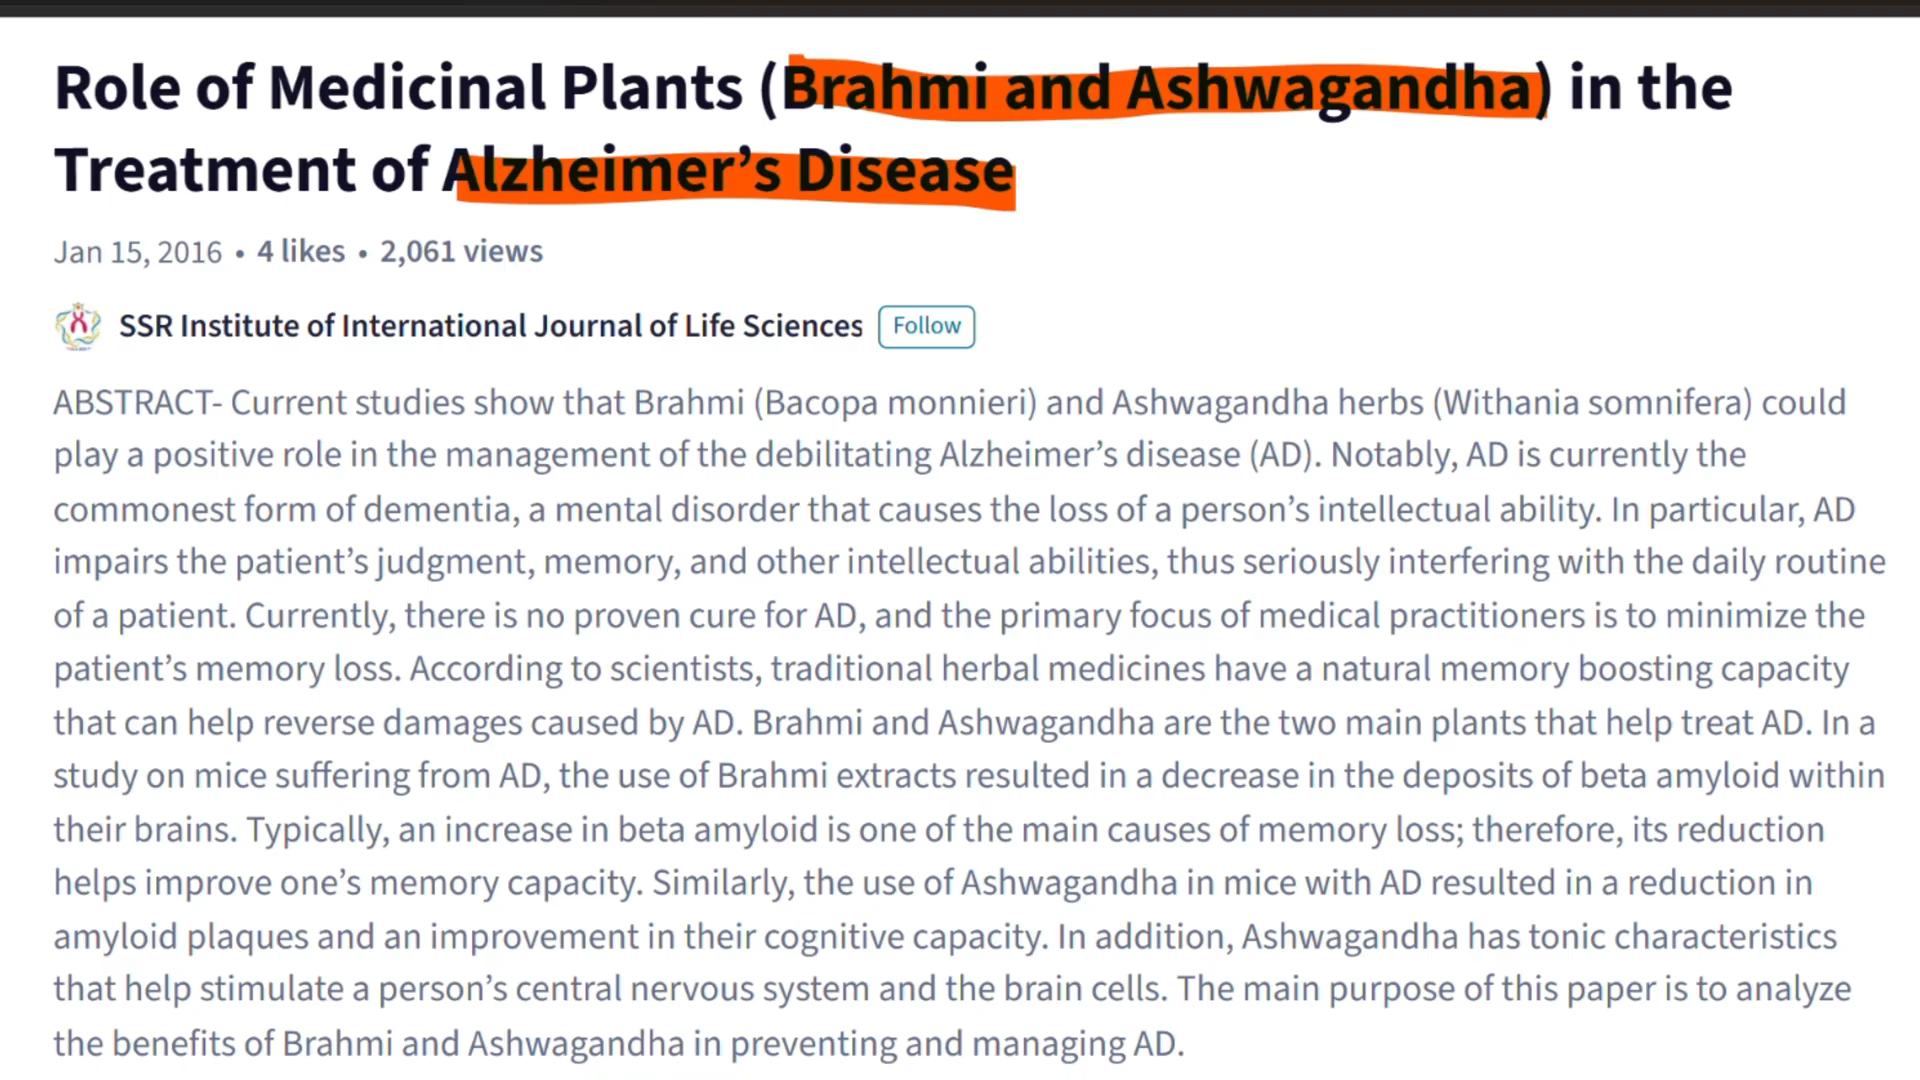 Role of Medicinal Plants (Brahmi and Ashwagandha) in the
Treatment of Alzheimer’s Disease
Jan 15, 2016 • 4 likes • 2,061 views
SSR Institute of International Journal of Life Sciences Follow
ABSTRACT- Current studies show that Brahmi (Bacopa monnieri) and Ashwagandha herbs (Withania somnifera) could
play a positive role in the management of the debilitating Alzheimer’s disease (AD). Notably, AD is currently the
commonest form of dementia, a mental disorder that causes the loss of a person’s intellectual ability. In particular, AD
impairs the patient’s judgment, memory, and other intellectual abilities, thus seriously interfering with the daily routine
of a patient. Currently, there is no proven cure for AD, and the primary focus of medical practitioners is to minimize the
patient’s memory loss. According to scientists, traditional herbal medicines have a natural memory boosting capacity
that can help reverse damages caused by AD. Brahmi and Ashwagandha are the two main plants that help treat AD. In a
study on mice suffering from AD, the use of Brahmi extracts resulted in a decrease in the deposits of beta amyloid within
their brains. Typically, an increase in beta amyloid is one of the main causes of memory loss; therefore, its reduction
helps improve one’s memory capacity. Similarly, the use of Ashwagandha in mice with AD resulted in a reduction in
amyloid plaques and an improvement in their cognitive capacity. In addition, Ashwagandha has tonic characteristics
that help stimulate a person’s central nervous system and the brain cells. The main purpose of this paper is to analyze
the benefits of Brahmi and Ashwagandha in preventing and managing AD.